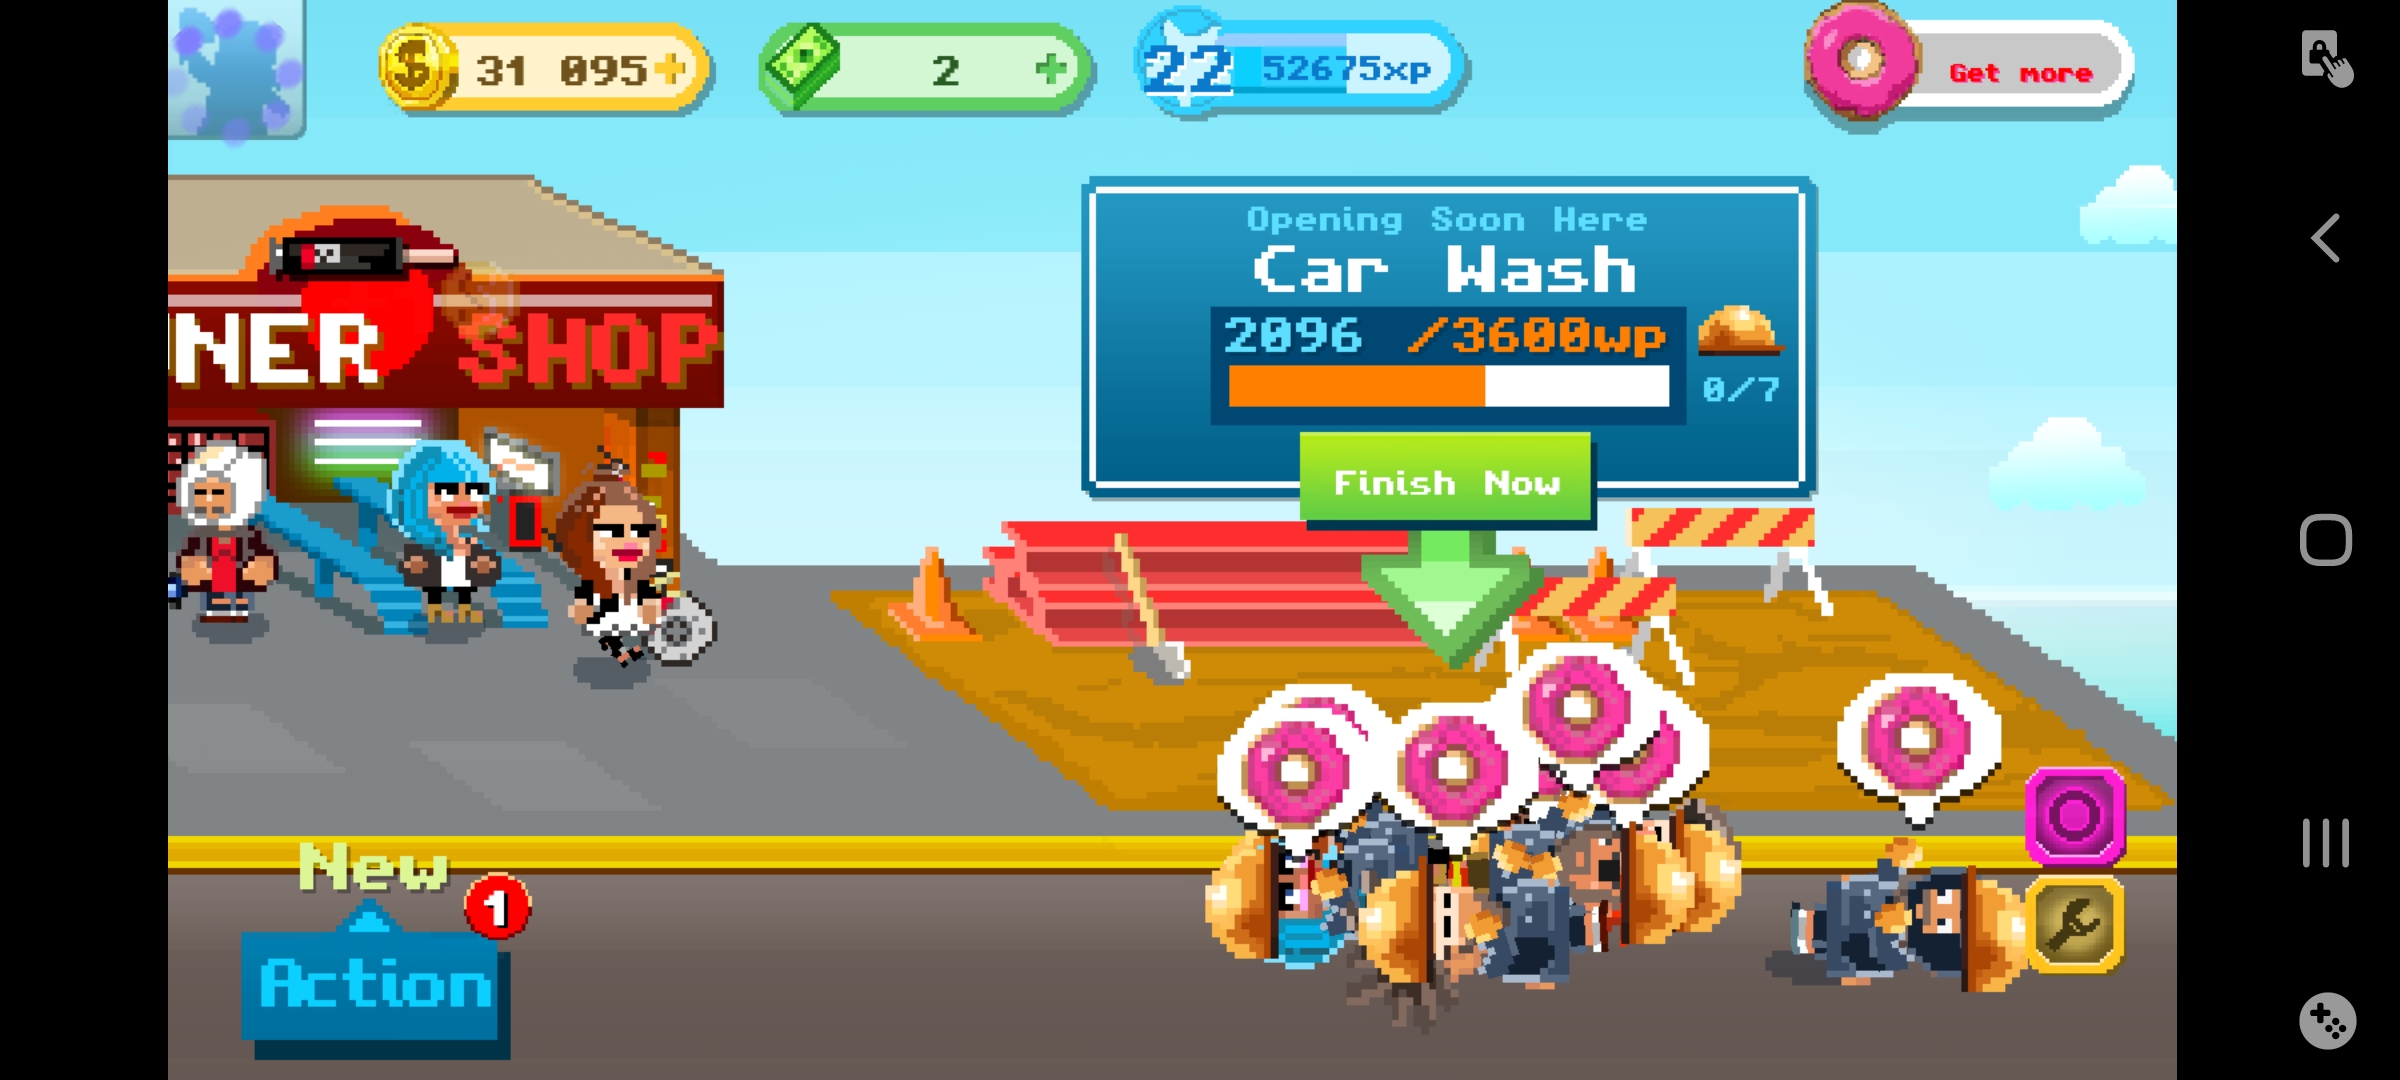 31 095
2
22
52675xp
Get more
Opening Soon Here
Car Wash
2096 /3600wp
0/7
Finish Now
NER SHOP
New
1
Action